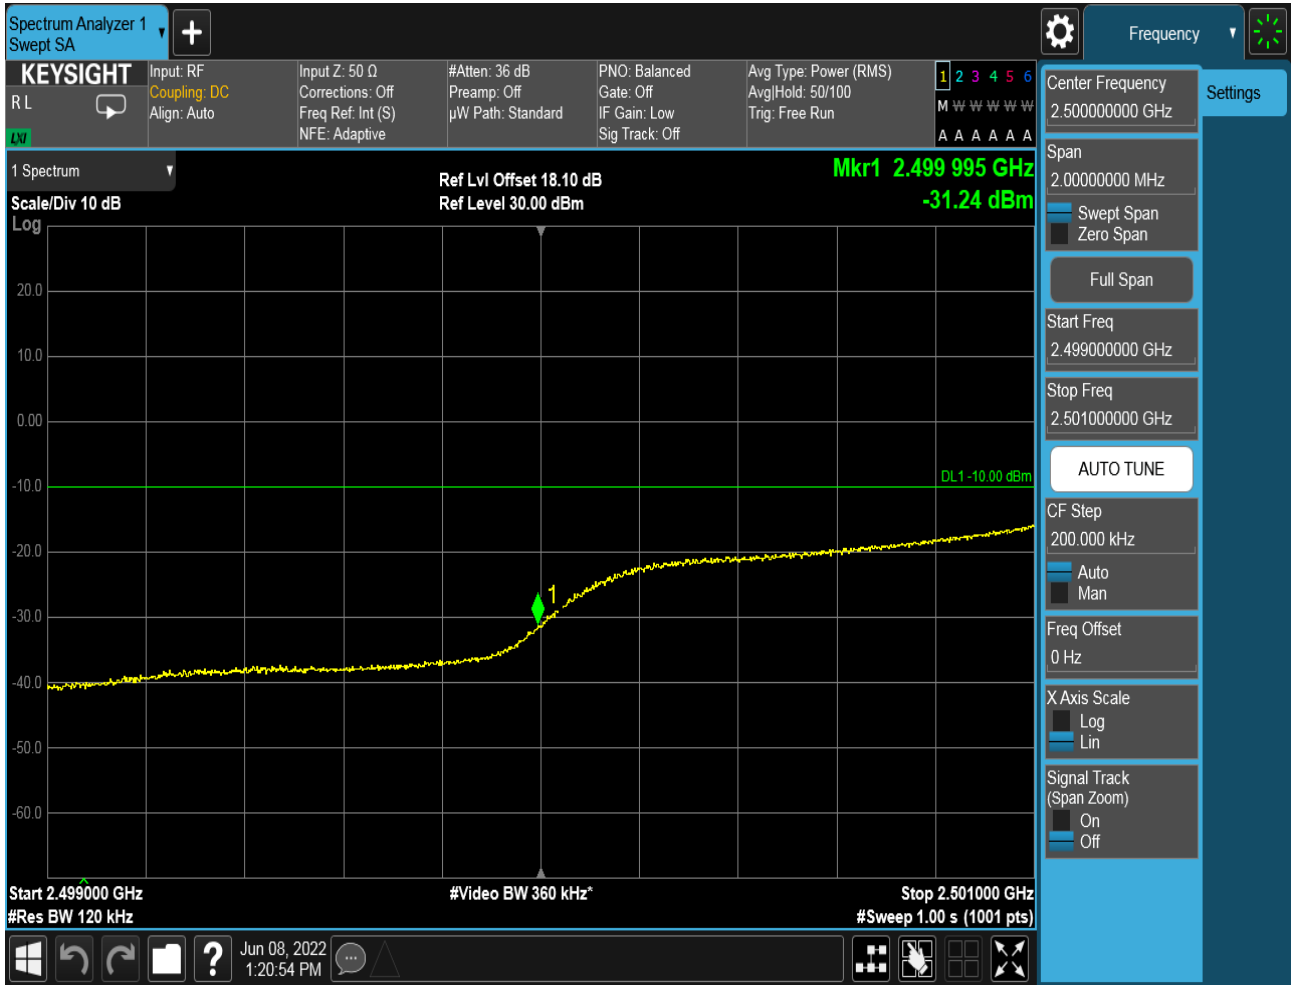 Spectrum Analyzer 1
Swept SA
Frequency
KEYSIGHT
R L
LXI
Input: RF
Coupling: DC
Align: Auto
Input Z: 50 Ω
Corrections: Off
Freq Ref: Int (S)
NFE: Adaptive
#Atten: 36 dB
Preamp: Off
µW Path: Standard
PNO: Balanced
Gate: Off
IF Gain: Low
Sig Track: Off
Avg Type: Power (RMS)
Avg|Hold: 50/100
Trig: Free Run
1 2 3 4 5 6
M W W W W W
A A A A A A
1 Spectrum
Scale/Div 10 dB
Log
Ref Lvl Offset 18.10 dB
Ref Level 30.00 dBm
Mkr1 2.499 995 GHz
-31.24 dBm
20.0
10.0
0.00
-10.0
-20.0
-30.0
-40.0
-50.0
-60.0
DL1 -10.00 dBm
1
Start 2.499000 GHz
#Res BW 120 kHz
#Video BW 360 kHz*
Stop 2.501000 GHz
#Sweep 1.00 s (1001 pts)
Center Frequency
2.500000000 GHz
Span
2.00000000 MHz
Swept Span
Zero Span
Full Span
Start Freq
2.499000000 GHz
Stop Freq
2.501000000 GHz
AUTO TUNE
CF Step
200.000 kHz
Auto
Man
Freq Offset
0 Hz
X Axis Scale
Log
Lin
Signal Track
(Span Zoom)
On
Off
Settings
?
Jun 08, 2022
1:20:54 PM